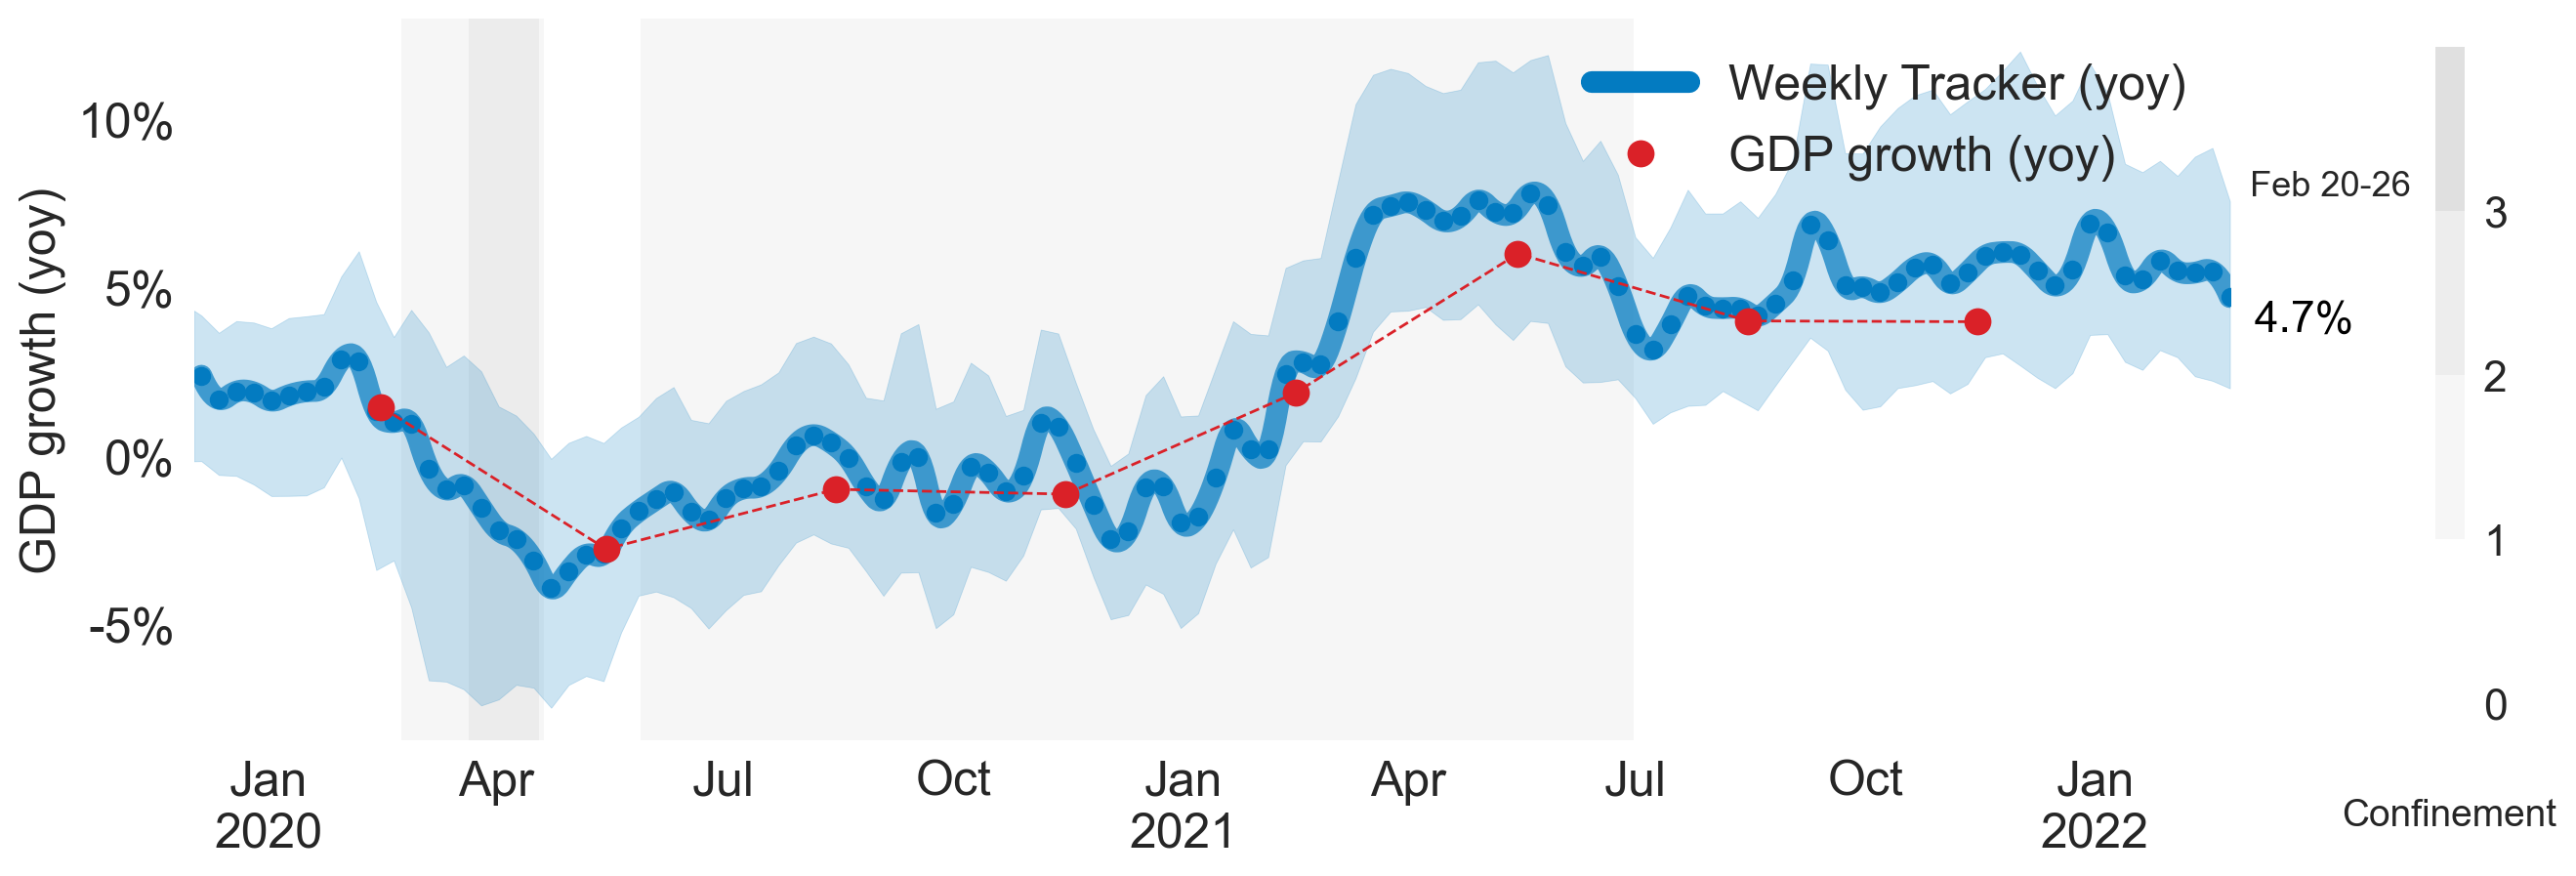 GDP growth (yoy)
10%
5%
0%
-5%
Weekly Tracker (yoy)
GDP growth (yoy)
Feb 20-26
4.7%
3
2
1
0
Confinement
Jan Apr Jul Oct Jan Apr Jul Oct Jan
2020 2021 2022